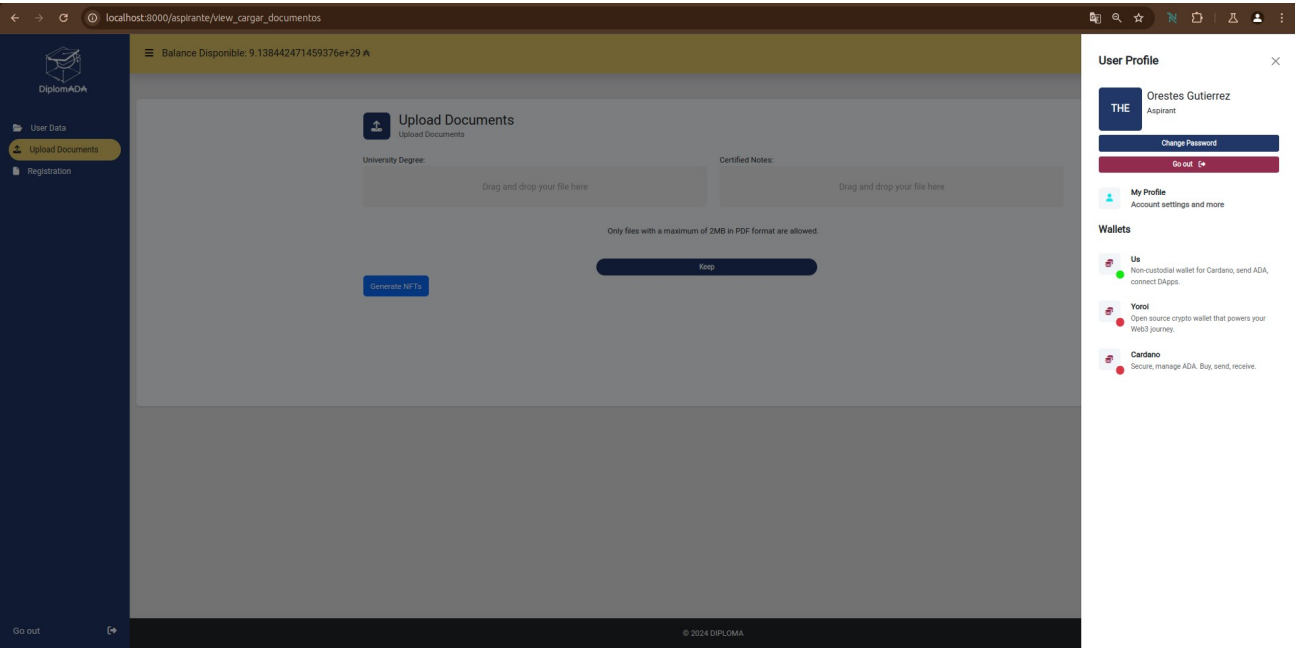 localhost:8000/aspirante/view_cargar_documentos
DiplomADA
User Data
Upload Documents
Registration
Go out
Balance Disponible: 9.138442471459376e+29 ₳
Upload Documents
Upload Documents
University Degree:
Certified Notes:
Drag and drop your file here
Drag and drop your file here
Only files with a maximum of 2MB in PDF format are allowed.
Keep
Generate NFTs
© 2024 DIPLOMA
User Profile
THE
Orestes Gutierrez
Aspirant
Change Password
Go out
My Profile
Account settings and more
Wallets
Us
Non-custodial wallet for Cardano, send ADA,
connect DApps.
Yoroi
Open source crypto wallet that powers your
Web3 journey.
Cardano
Secure, manage ADA. Buy, send, receive.